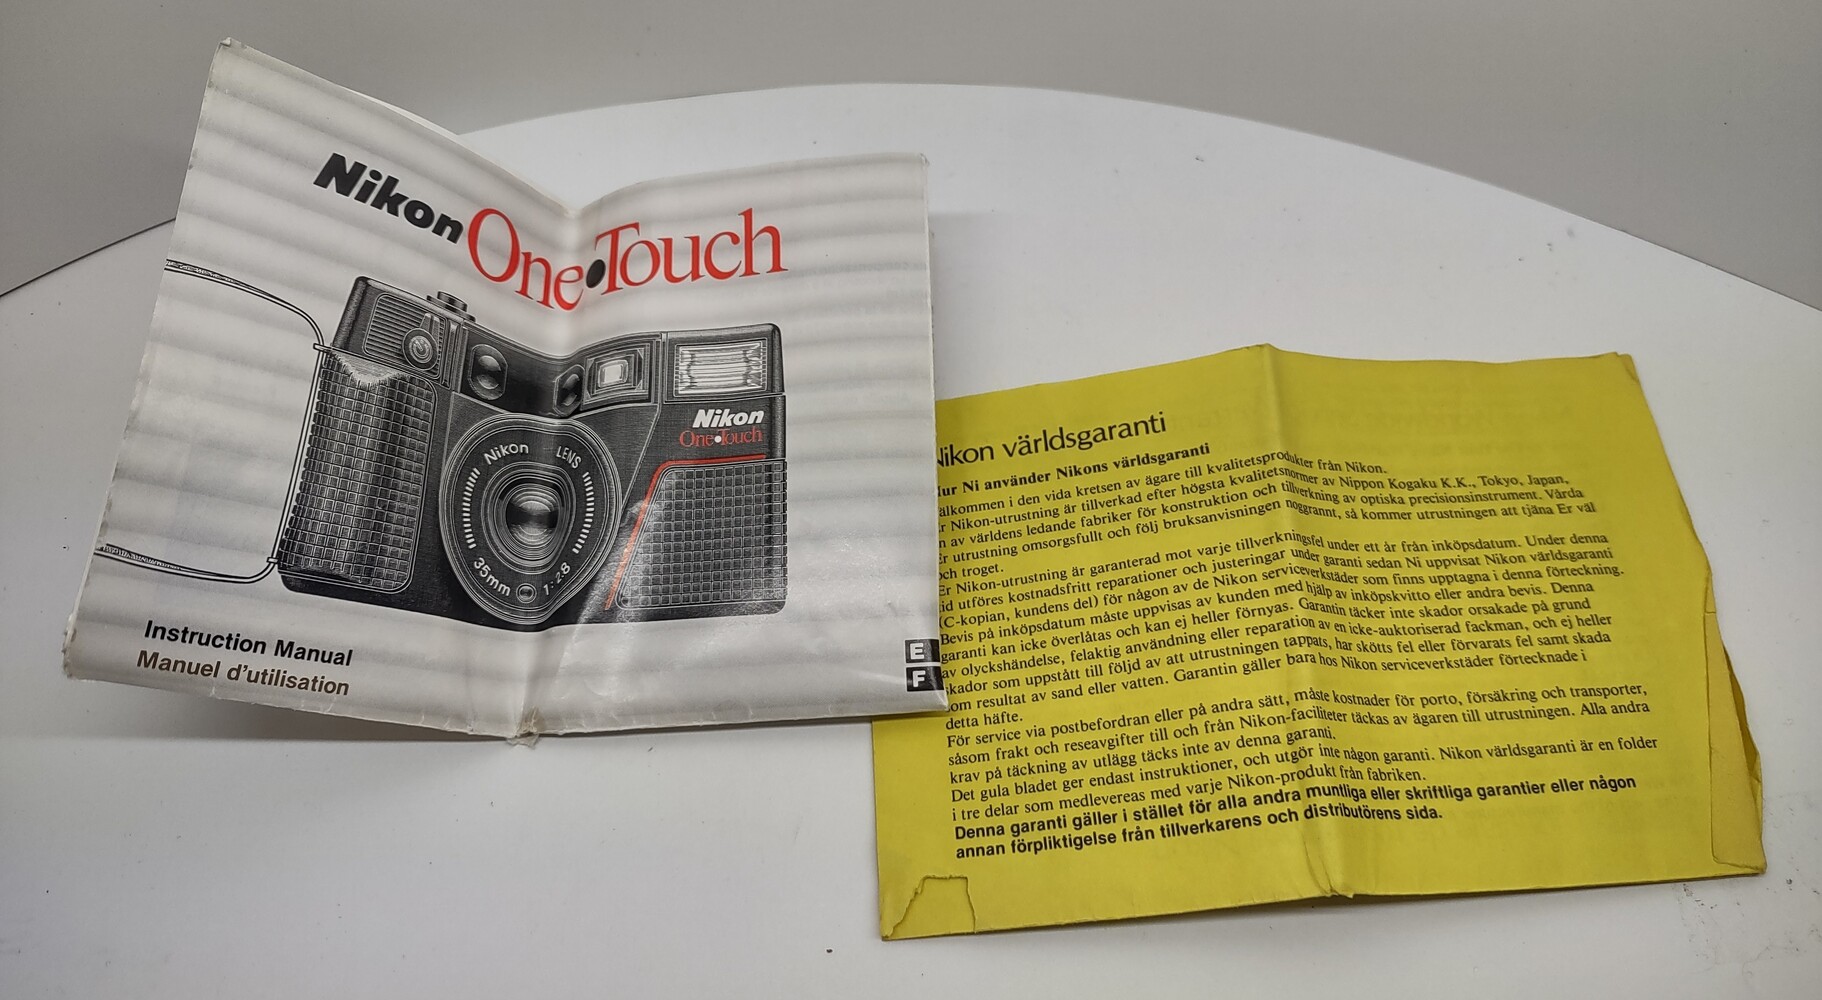 Nikon One•Touch
Nikon
One•Touch
Nikon LENS
35mm 1:2.8
Instruction Manual
Manuel d'utilisation
E
F
Nikon världsgaranti
Ni använder Nikons världsgaranti
i den vida kretsen av ägare till kvalitetsprodukter från Nikon.
Nikon-utrustning är tillverkad efter högsta kvalitetsnormer av Nippon Kogaku K.K., Tokyo, Japan,
av världens ledande fabriker för konstruktion och tillverkning av optiska precisionsinstrument. Vårda
utrustning omsorgsfullt och följ bruksanvisningen noggrannt, så kommer utrustningen att tjäna Er väl
och troget.
Er Nikon-utrustning är garanterad mot varje tillverkningsfel under ett år från inköpsdatum. Under denna
tid utföres kostnadsfritt reparationer och justeringar under garanti sedan Ni uppvisat Nikon världsgaranti
(C-kopian, kundens del) för någon av de Nikon serviceverkstäder som finns upptagna i denna förteckning.
Bevis på inköpsdatum måste uppvisas av kunden med hjälp av inköpskvitto eller andra bevis. Denna
garanti kan icke överlåtas och kan ej heller förnyas. Garantin täcker inte skador orsakade på grund
av olyckshändelse, felaktig användning eller reparation av en icke-auktoriserad fackman, och ej heller
skador som uppstått till följd av att utrustningen tappats, har skötts fel eller förvarats fel samt skada
som resultat av sand eller vatten. Garantin gäller bara hos Nikon serviceverkstäder förtecknade i
detta häfte.
För service via postbefordran eller på andra sätt, måste kostnader för porto, försäkring och transporter,
såsom frakt och reseavgifter till och från Nikon-faciliteter täckas av ägaren till utrustningen. Alla andra
krav på täckning av utlägg täcks inte av denna garanti.
Det gula bladet ger endast instruktioner, och utgör inte någon garanti. Nikon världsgaranti är en folder
i tre delar som medlevereras med varje Nikon-produkt från fabriken.
Denna garanti gäller i stället för alla andra muntliga eller skriftliga garantier eller någon
annan förpliktigelse från tillverkarens och distributörens sida.